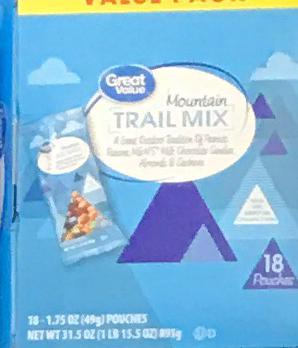 VALUE PACK
Great
Value
Mountain
TRAIL MIX
A Great Outdoor Tradition Of Peanuts
Raisins, M&M'S Milk Chocolate Candies
Almonds & Cashews
18
Pouches
18 - 1.75 OZ (49g) POUCHES
NET WT 31.5 OZ (1 LB 15.5 OZ) 893g